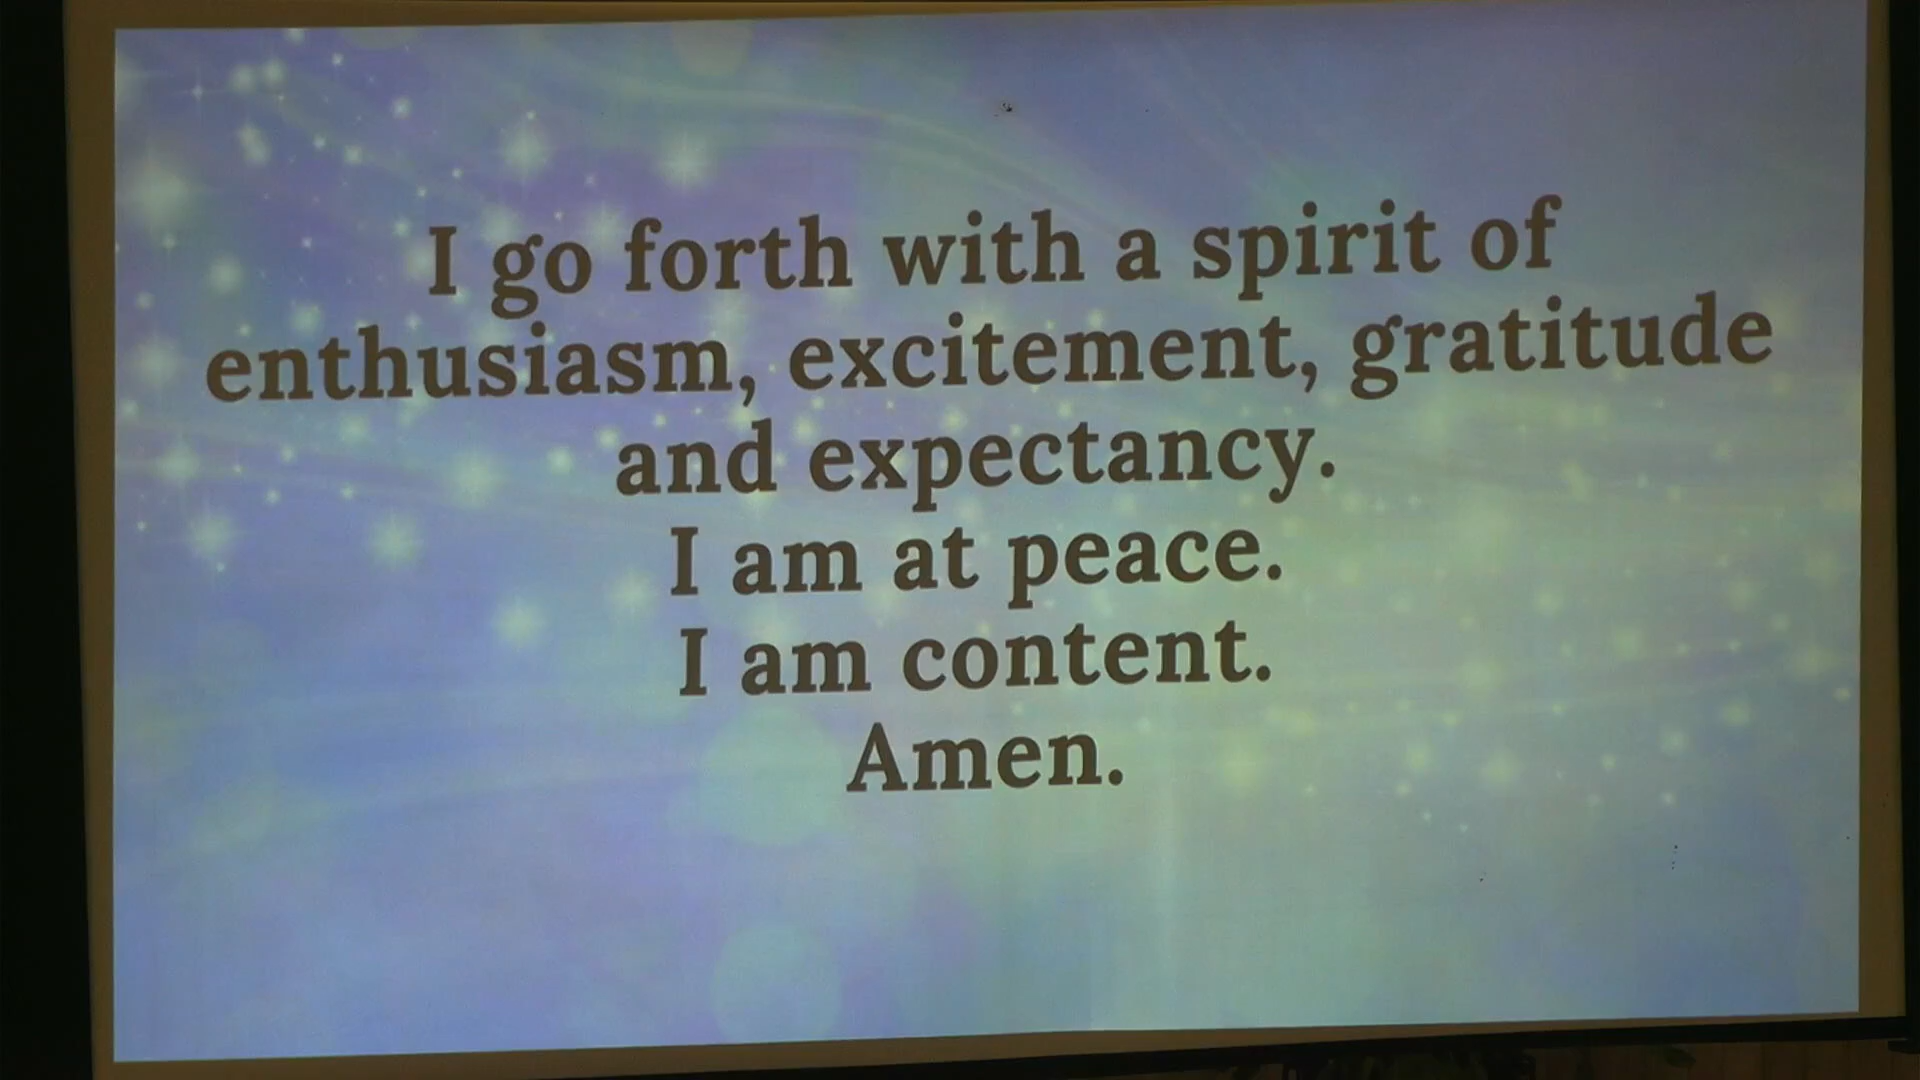 I go forth with a spirit of
enthusiasm, excitement, gratitude
and expectancy.
I am at peace.
I am content.
Amen.